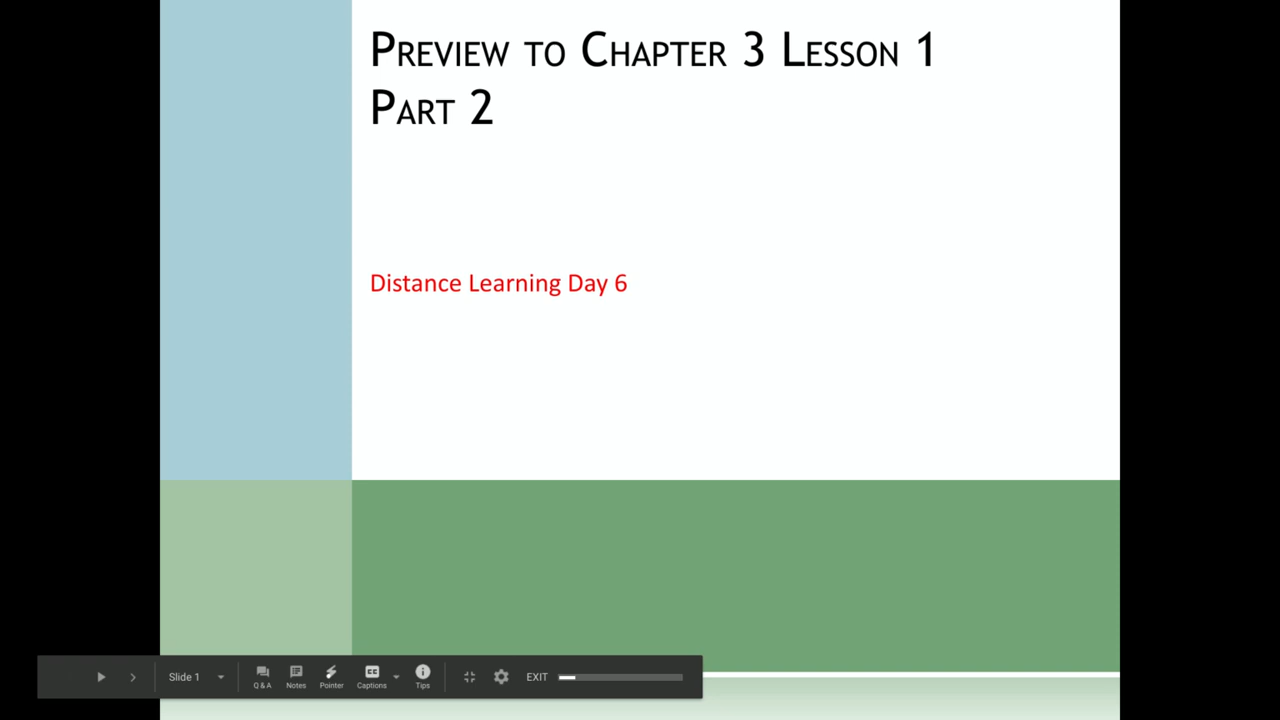 Preview to Chapter 3 Lesson 1
Part 2
Distance Learning Day 6
Slide 1
Q & A
Notes
Pointer
CC
Captions
Tips
EXIT